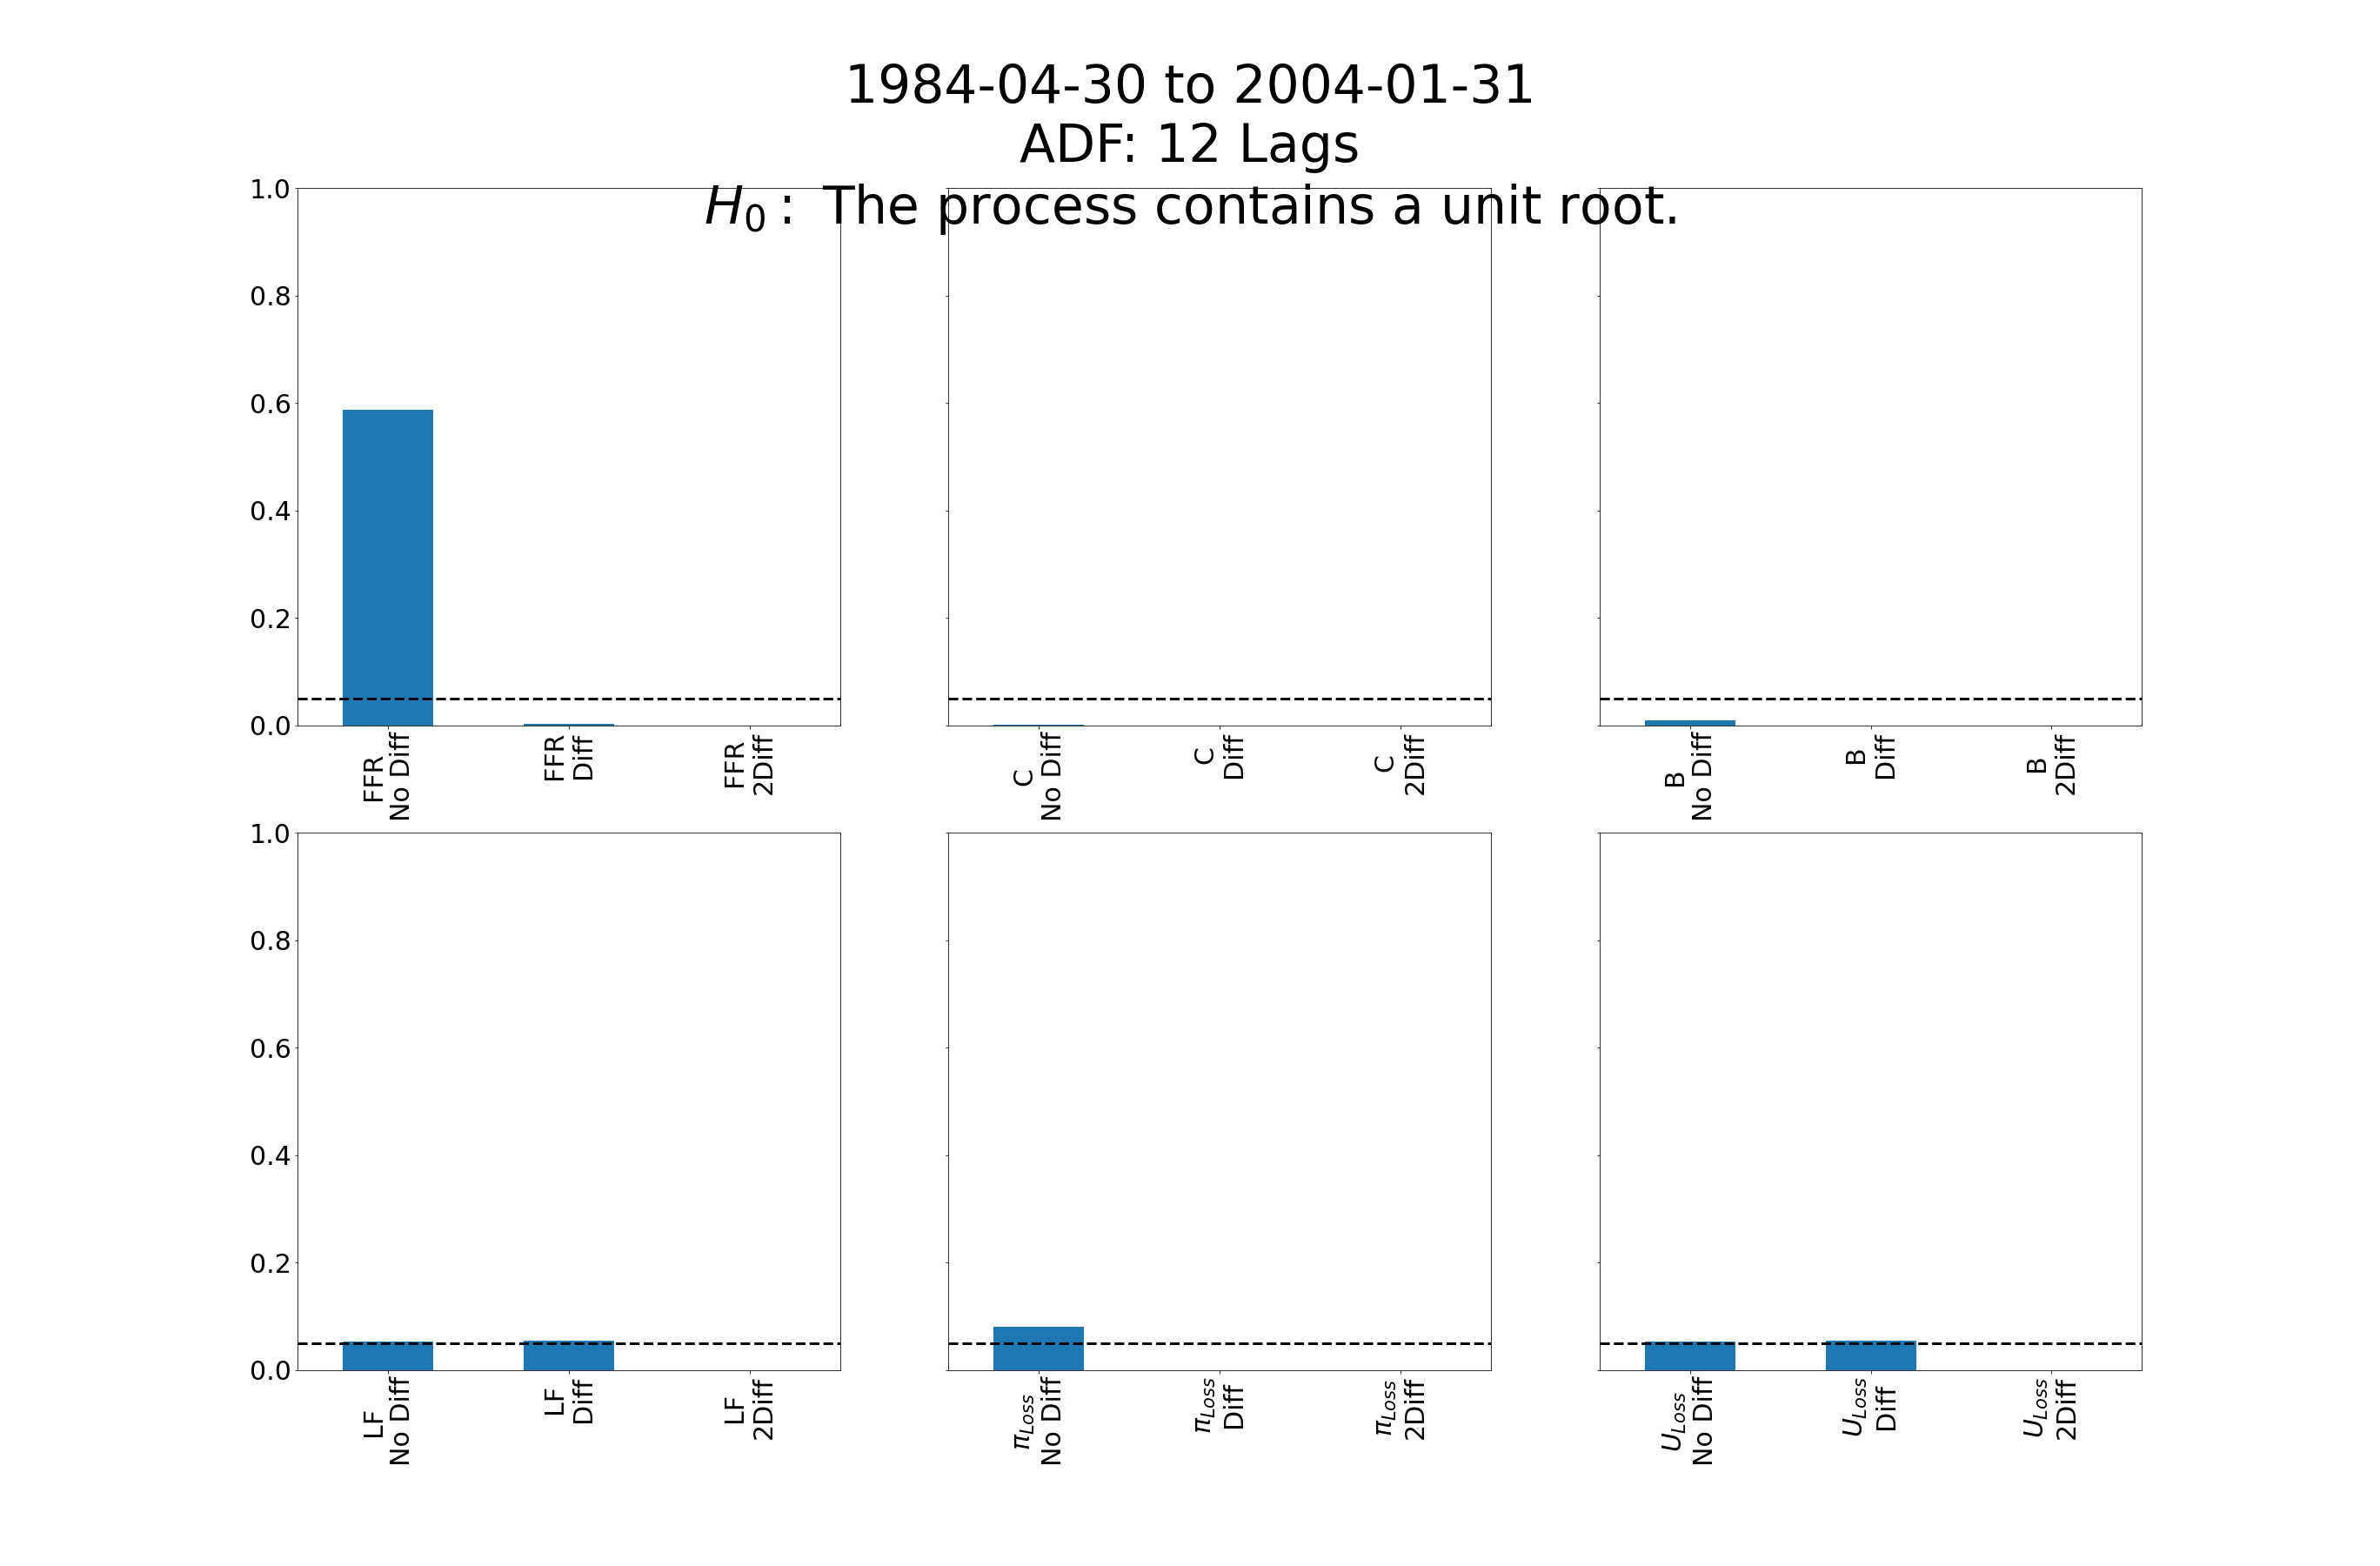 1984-04-30 to 2004-01-31
ADF: 12 Lags
H₀ : The process contains a unit root.
1.0
0.8
0.6
0.4
0.2
0.0
FFR
No Diff
FFR
Diff
FFR
2Diff
C
No Diff
C
Diff
C
2Diff
B
No Diff
B
Diff
B
2Diff
1.0
0.8
0.6
0.4
0.2
0.0
LF
No Diff
LF
Diff
LF
2Diff
π_Loss
No Diff
π_Loss
Diff
π_Loss
2Diff
U_Loss
No Diff
U_Loss
Diff
U_Loss
2Diff